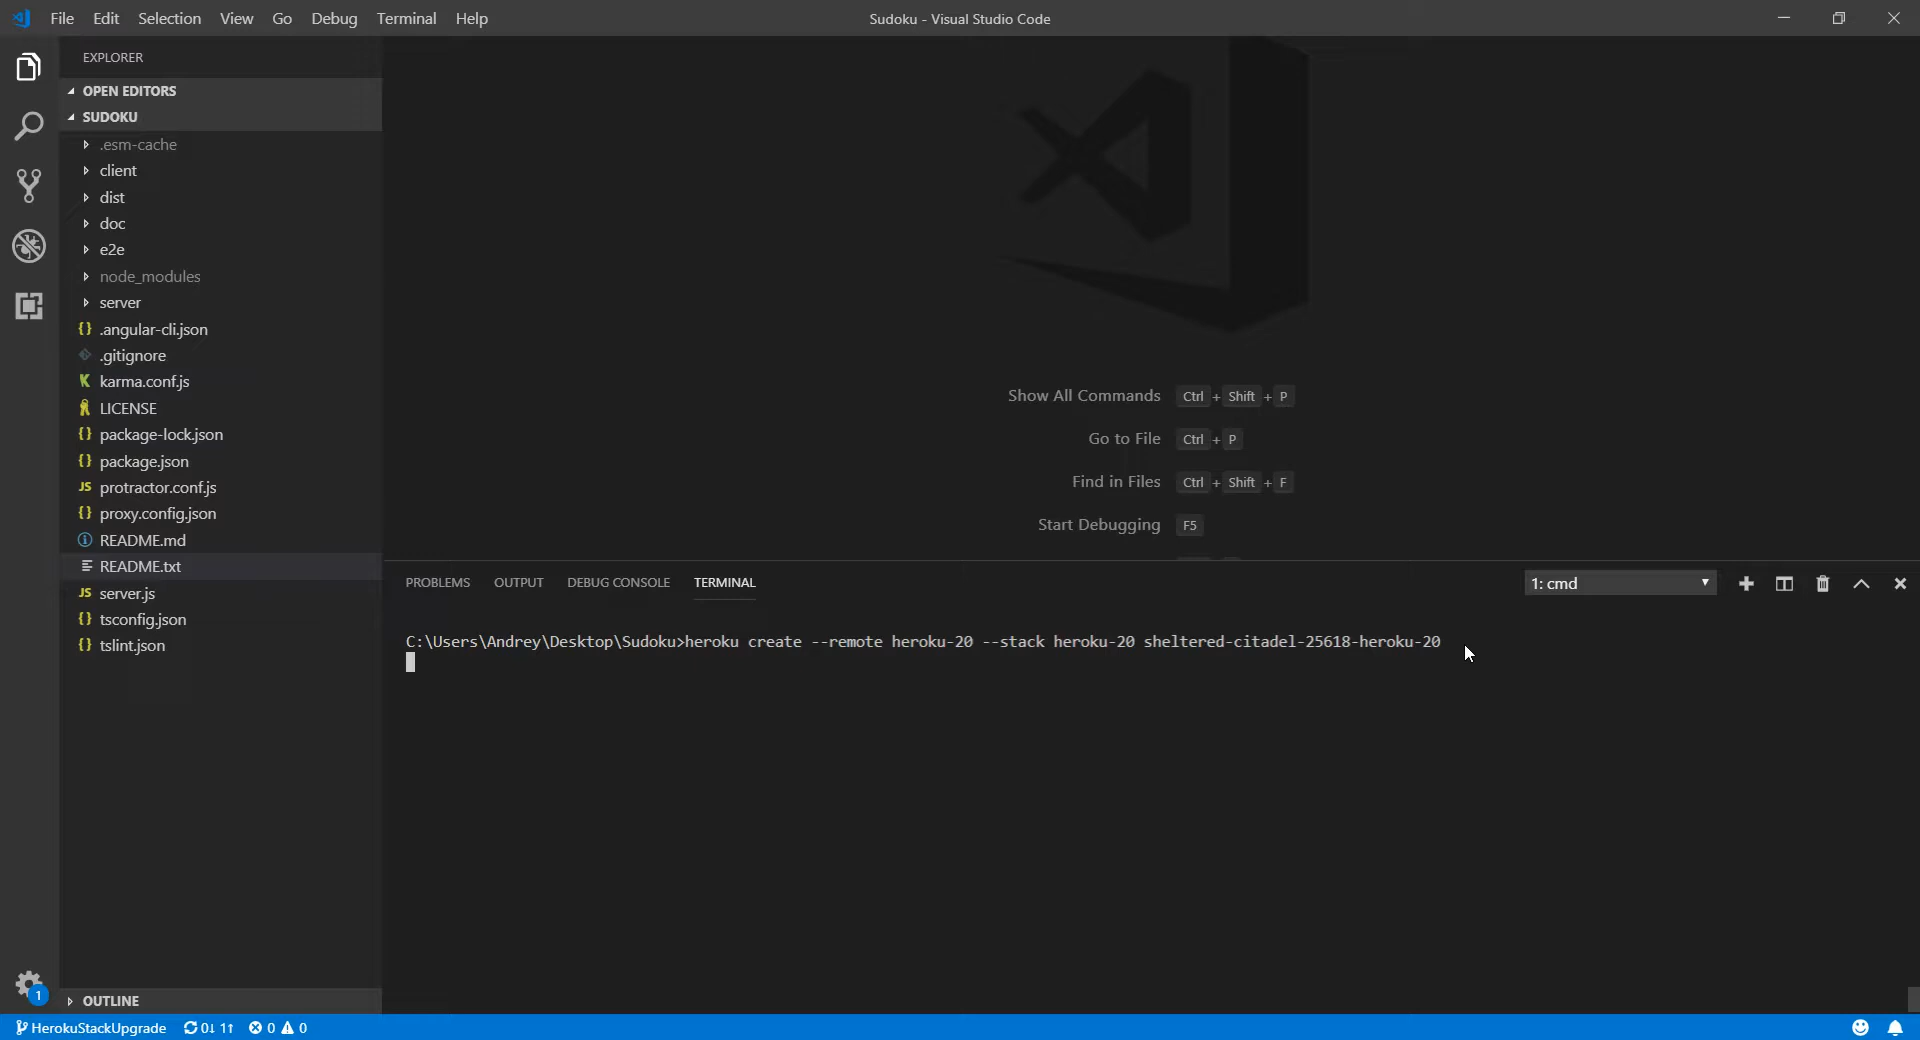 File Edit Selection View Go Debug Terminal Help
Sudoku - Visual Studio Code
EXPLORER
OPEN EDITORS
SUDOKU
.esm-cache
client
dist
doc
e2e
node_modules
server
{} .angular-cli.json
.gitignore
K karma.conf.js
LICENSE
{} package-lock.json
{} package.json
JS protractor.conf.js
{} proxy.config.json
README.md
README.txt
JS server.js
{} tsconfig.json
{} tslint.json
OUTLINE
Show All Commands Ctrl + Shift + P
Go to File Ctrl + P
Find in Files Ctrl + Shift + F
Start Debugging F5
PROBLEMS OUTPUT DEBUG CONSOLE TERMINAL
1: cmd
C:\Users\Andrey\Desktop\Sudoku>heroku create --remote heroku-20 --stack heroku-20 sheltered-citadel-25618-heroku-20
1
HerokuStackUpgrade 0↓ 1↑ 0 0